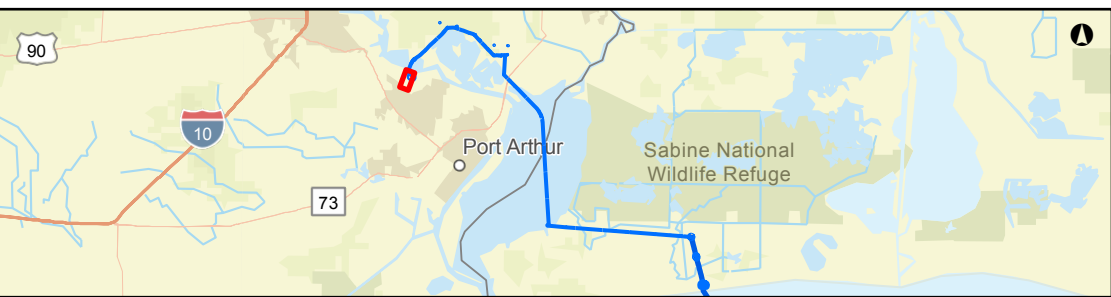 90
10
Port Arthur
Sabine National
Wildlife Refuge
73